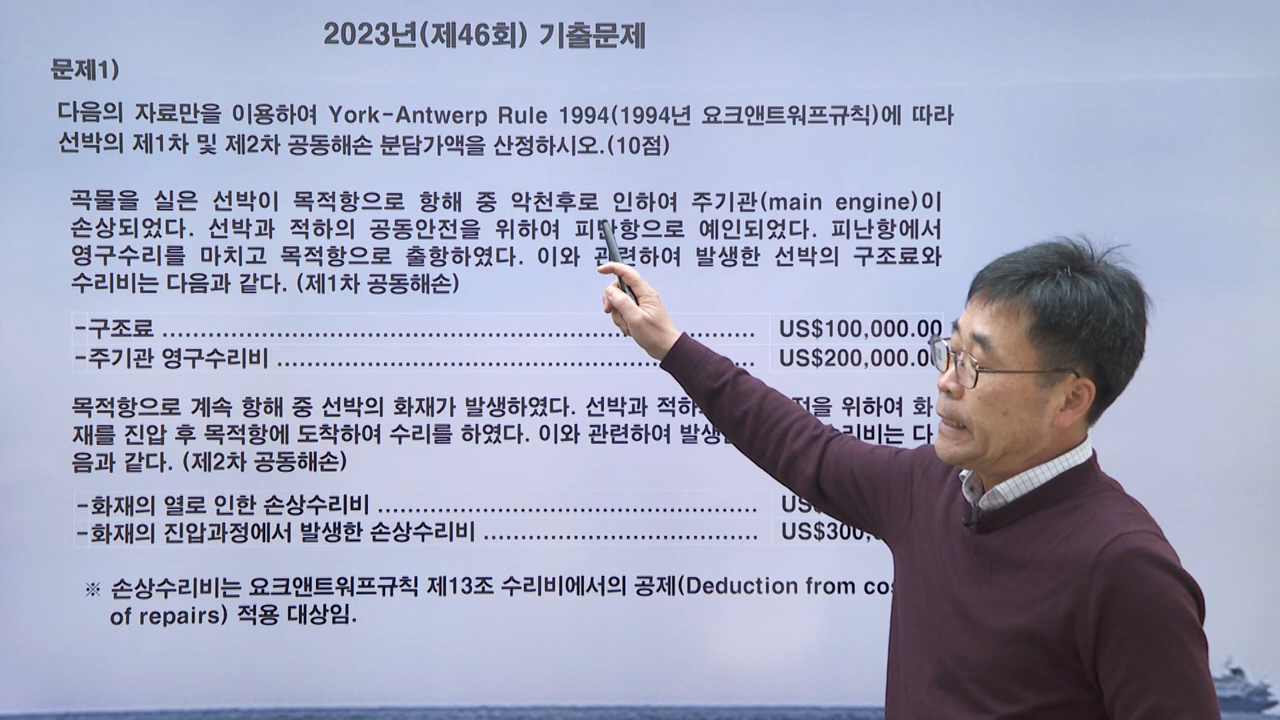 2023년(제46회) 기출문제
문제1)
다음의 자료만을 이용하여 York-Antwerp Rule 1994(1994년 요크앤트워프규칙)에 따라
선박의 제1차 및 제2차 공동해손 분담가액을 산정하시오.(10점)
곡물을 실은 선박이 목적항으로 항해 중 악천후로 인하여 주기관(main engine)이
손상되었다. 선박과 적하의 공동안전을 위하여 피난항으로 예인되었다. 피난항에서
영구수리를 마치고 목적항으로 출항하였다. 이와 관련하여 발생한 선박의 구조료와
수리비는 다음과 같다. (제1차 공동해손)
-구조료 ........ US$100,000.00
-주기관 영구수리비 ........ US$200,000.00
목적항으로 계속 항해 중 선박의 화재가 발생하였다. 선박과 위하여 화
재를 진압 후 목적항에 도착하여 수리를 하였다. 이와 관련하여 다
음과 같다. (제2차 공동해손)
-화재의 열로 인한 손상수리비 ........
-화재의 진압과정에서 발생한 손상수리비 ........ US$300,
※ 손상수리비는 요크앤트워프규칙 제13조 수리비에서의 공제(Deduction from
of repairs) 적용 대상임.